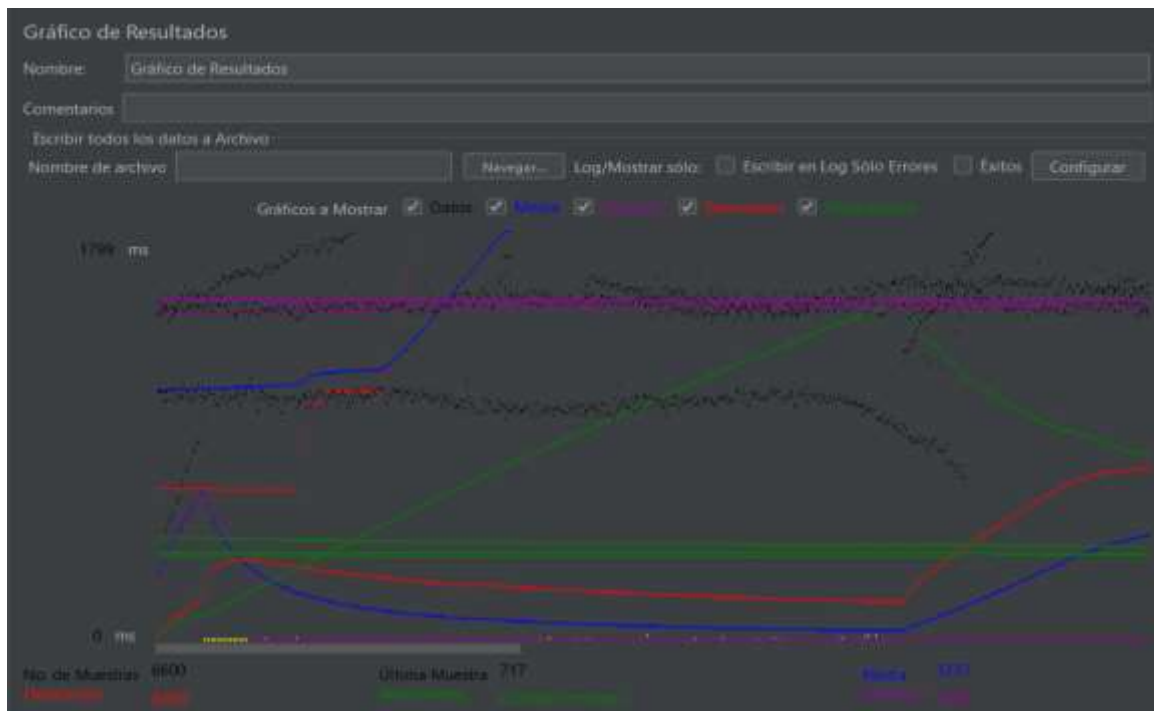 Gráfico de Resultados
Nombre: Gráfico de Resultados
Comentarios
Escribir todos los datos a Archivo
Nombre de archivo Navegar... Log/Mostrar sólo: Escribir en Log Sólo Errores Éxitos Configurar
Gráficos a Mostrar Datos Media
1799 ms
0 ms
No. de Muestras 6600 Última Muestra 717 Media